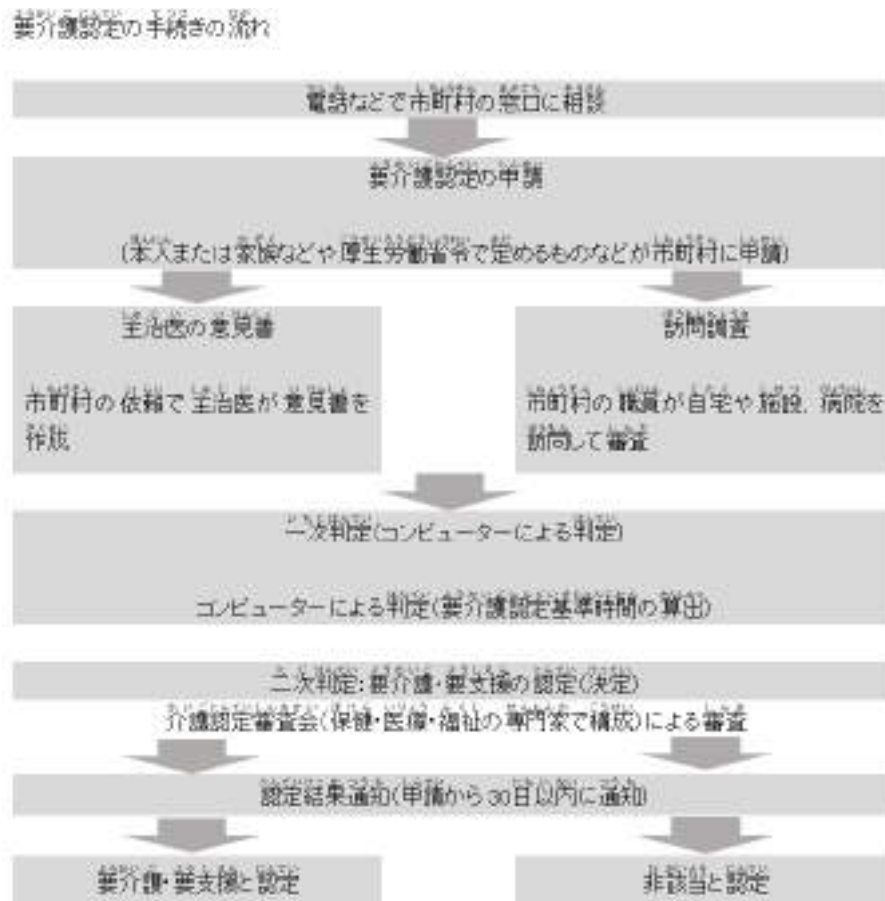 要介護認定の手続きの流れ
電話などで市町村の窓口に相談
要介護認定の申請
(本人または家族などや厚生労働省令で定めるものなどが市町村に申請)
主治医の意見書
市町村の依頼で主治医が意見書を
作成
訪問調査
市町村の職員が自宅や施設、病院を
訪問して審査
一次判定(コンピューターによる判定)
コンピューターによる判定(要介護認定基準時間の算出)
二次判定:要介護・要支援の認定(決定)
介護認定審査会(保健・医療・福祉の専門家で構成)による審査
認定結果通知(申請から30日以内に通知)
要介護・要支援と認定
非該当と認定